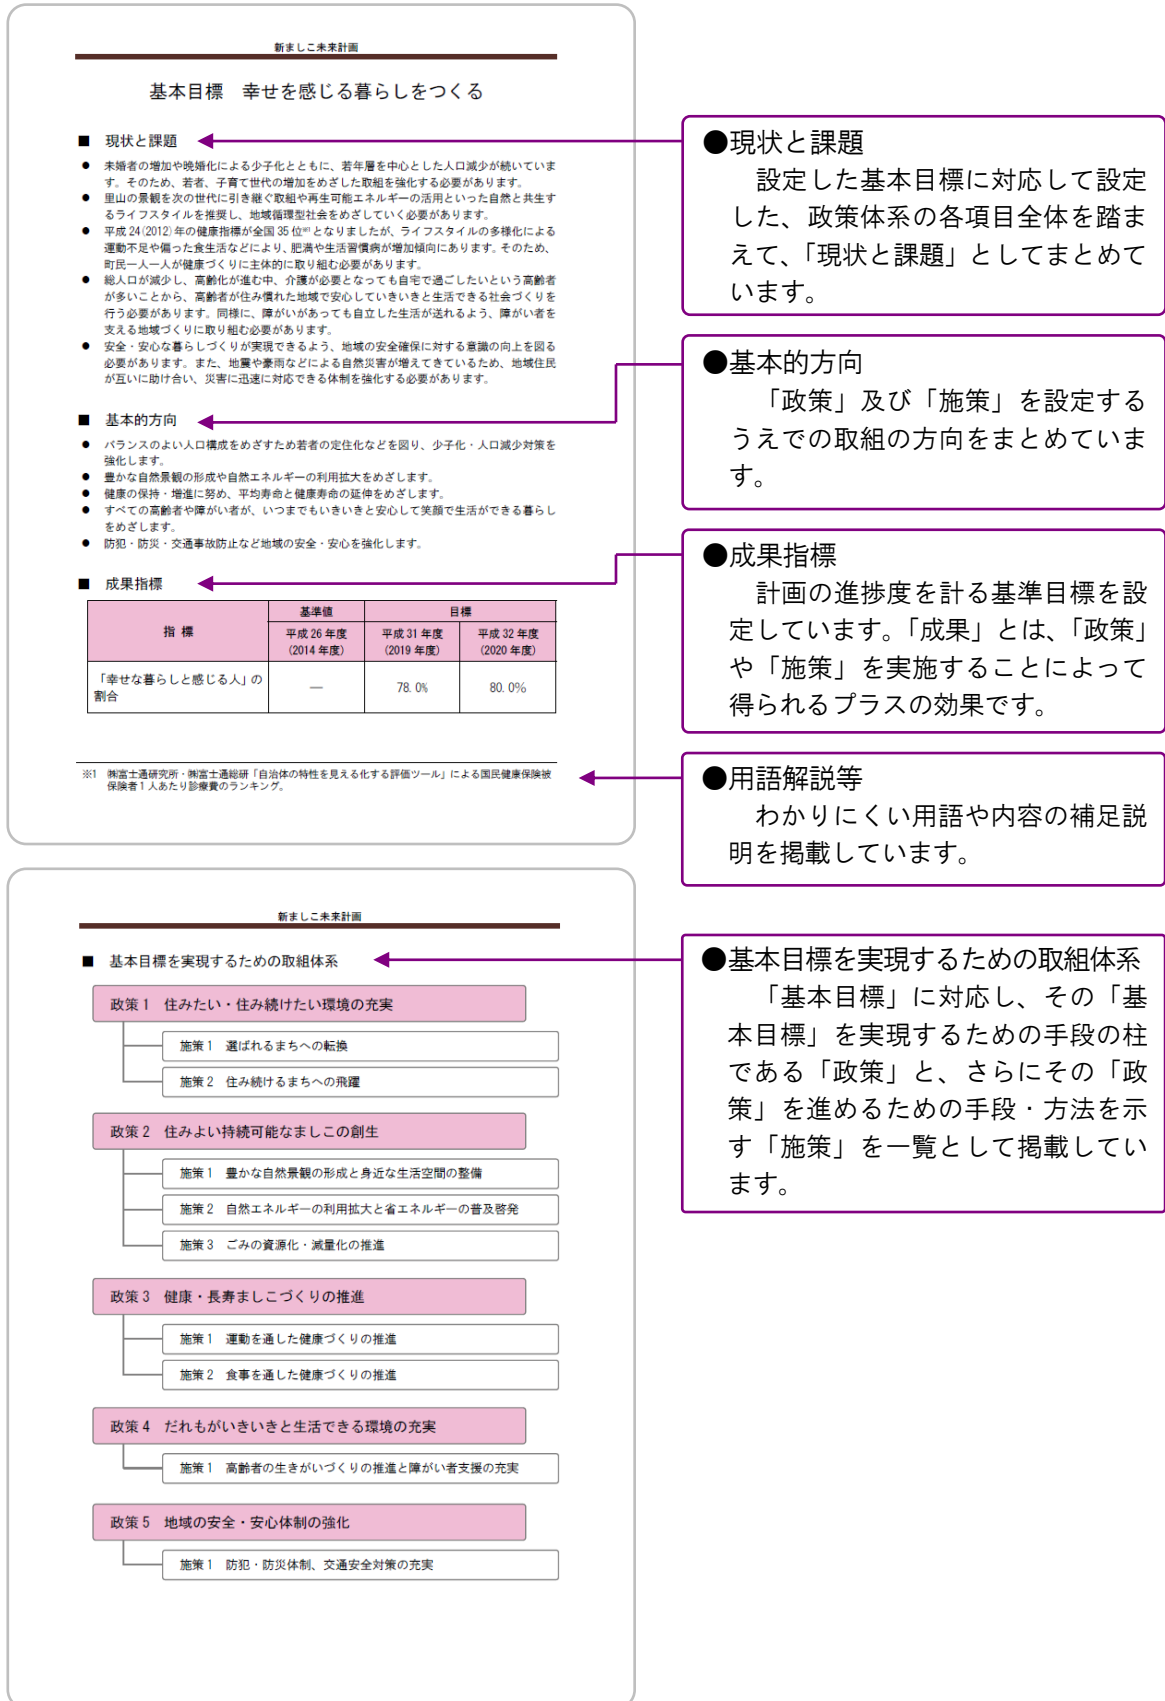 新ましこ未来計画
基本目標　幸せを感じる暮らしをつくる
■　現状と課題
●　未婚者の増加や晩婚化による少子化とともに、若年層を中心とした人口減少が続いていま
す。そのため、若者、子育て世代の増加をめざした取組を強化する必要があります。
●　里山の景観を次の世代に引き継ぐ取組や再生可能エネルギーの活用といった自然と共生す
るライフスタイルを推奨し、地域循環型社会をめざしていく必要があります。
●　平成 24(2012)年の健康指標が全国 35 位※1となりましたが、ライフスタイルの多様化による
運動不足や偏った食生活などにより、肥満や生活習慣病が増加傾向にあります。そのため、
町民一人一人が健康づくりに主体的に取り組む必要があります。
●　総人口が減少し、高齢化が進む中、介護が必要となっても自宅で過ごしたいという高齢者
が多いことから、高齢者が住み慣れた地域で安心していきいきと生活できる社会づくりを
行う必要があります。同様に、障がいがあっても自立した生活が送れるよう、障がい者を
支える地域づくりに取り組む必要があります。
●　安全・安心な暮らしづくりが実現できるよう、地域の安全確保に対する意識の向上を図る
必要があります。また、地震や豪雨などによる自然災害が増えてきているため、地域住民
が互いに助け合い、災害に迅速に対応できる体制を強化する必要があります。
■　基本的方向
●　バランスのよい人口構成をめざすため若者の定住化などを図り、少子化・人口減少対策を
強化します。
●　豊かな自然景観の形成や自然エネルギーの利用拡大をめざします。
●　健康の保持・増進に努め、平均寿命と健康寿命の延伸をめざします。
●　すべての高齢者や障がい者が、いつまでもいきいきと安心して笑顔で生活ができる暮らし
をめざします。
●　防犯・防災・交通事故防止など地域の安全・安心を強化します。
■　成果指標
指 標　基準値　目標
平成 26 年度　平成 31 年度　平成 32 年度
(2014 年度)　(2019 年度)　(2020 年度)
「幸せな暮らしと感じる人」の
割合　―　78.0%　80.0%
※1　㈱富士通研究所・㈱富士通総研「自治体の特性を見える化する評価ツール」による国民健康保険被
保険者1人あたり診療費のランキング。
●現状と課題
設定した基本目標に対応して設定
した、政策体系の各項目全体を踏ま
えて、「現状と課題」としてまとめて
います。
●基本的方向
「政策」及び「施策」を設定する
うえでの取組の方向をまとめていま
す。
●成果指標
計画の進捗度を計る基準目標を設
定しています。「成果」とは、「政策」
や「施策」を実施することによって
得られるプラスの効果です。
●用語解説等
わかりにくい用語や内容の補足説
明を掲載しています。
新ましこ未来計画
■　基本目標を実現するための取組体系
政策1　住みたい・住み続けたい環境の充実
施策1　選ばれるまちへの転換
施策2　住み続けるまちへの飛躍
政策2　住みよい持続可能なましこの創生
施策1　豊かな自然景観の形成と身近な生活空間の整備
施策2　自然エネルギーの利用拡大と省エネルギーの普及啓発
施策3　ごみの資源化・減量化の推進
政策3　健康・長寿ましこづくりの推進
施策1　運動を通した健康づくりの推進
施策2　食事を通した健康づくりの推進
政策4　だれもがいきいきと生活できる環境の充実
施策1　高齢者の生きがいづくりの推進と障がい者支援の充実
政策5　地域の安全・安心体制の強化
施策1　防犯・防災体制、交通安全対策の充実
●基本目標を実現するための取組体系
「基本目標」に対応し、その「基
本目標」を実現するための手段の柱
である「政策」と、さらにその「政
策」を進めるための手段・方法を示
す「施策」を一覧として掲載してい
ます。